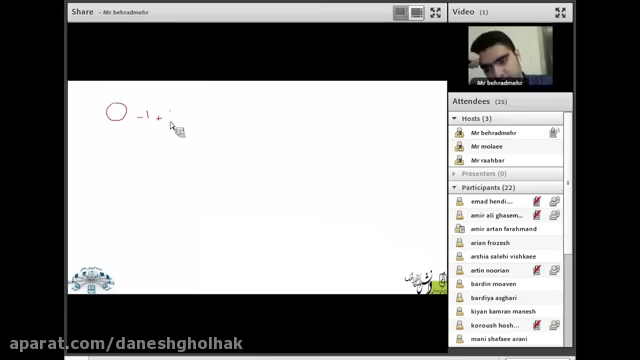 Share - Mr behradmehr
Video (1)
Mr behradmehr
Attendees (25)
Hosts (3)
Mr behradmehr
Mr molaee
Mr raahbar
Presenters (0)
Participants (22)
emad hendi...
amir ali ghasem...
amir artan farahmand
arian frozesh
arshia salehi vishkaee
artin noorian
bardin moaven
bardiya asghari
kiyan kamran manesh
koroush hosh...
mani shafaee arani
-1 +
aparat.com/daneshgholhak